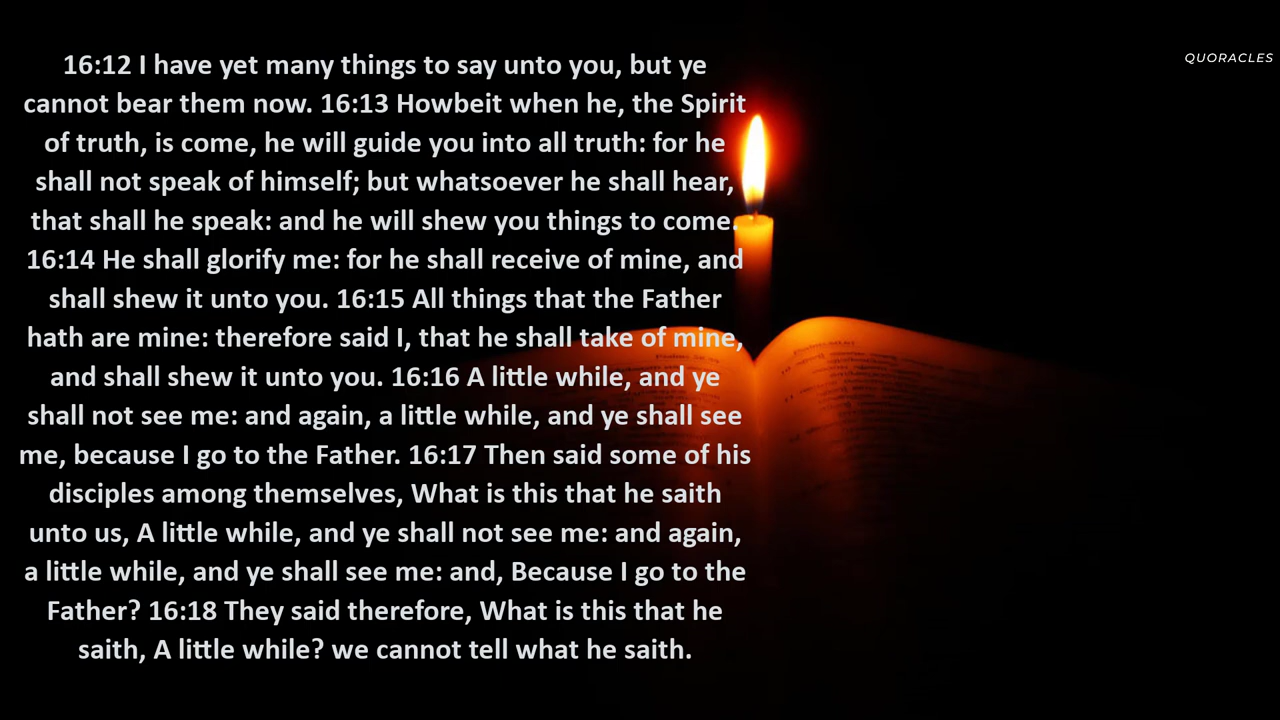 16:12 I have yet many things to say unto you, but ye
cannot bear them now. 16:13 Howbeit when he, the Spirit
of truth, is come, he will guide you into all truth: for he
shall not speak of himself; but whatsoever he shall hear,
that shall he speak: and he will shew you things to come.
16:14 He shall glorify me: for he shall receive of mine, and
shall shew it unto you. 16:15 All things that the Father
hath are mine: therefore said I, that he shall take of mine,
and shall shew it unto you. 16:16 A little while, and ye
shall not see me: and again, a little while, and ye shall see
me, because I go to the Father. 16:17 Then said some of his
disciples among themselves, What is this that he saith
unto us, A little while, and ye shall not see me: and again,
a little while, and ye shall see me: and, Because I go to the
Father? 16:18 They said therefore, What is this that he
saith, A little while? we cannot tell what he saith.
QUORACLES